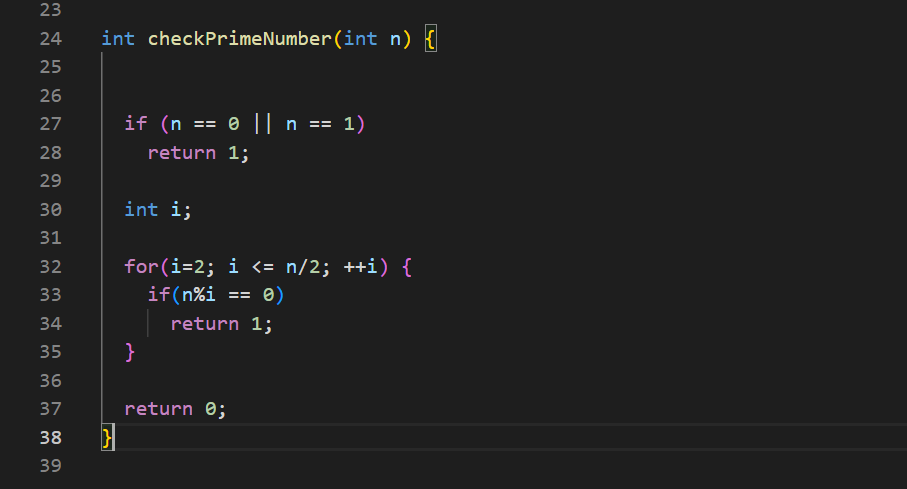 23
24 int checkPrimeNumber(int n) {
25
26
27 if (n == 0 || n == 1)
28 return 1;
29
30 int i;
31
32 for(i=2; i <= n/2; ++i) {
33 if(n%i == 0)
34 return 1;
35 }
36
37 return 0;
38 }
39